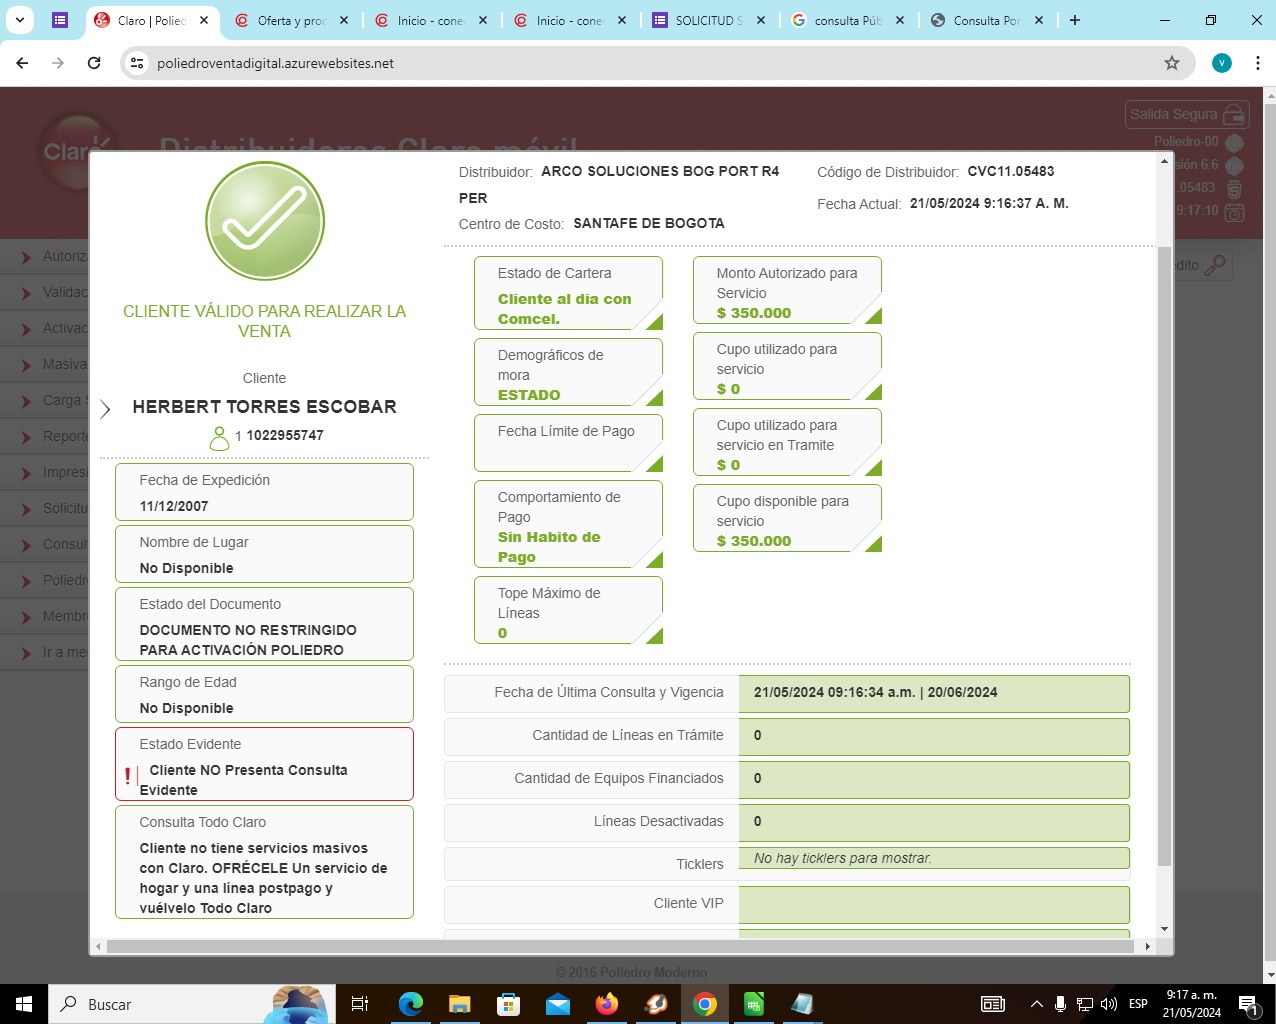 Claro | Polied
Oferta y proc
Inicio - cone
Inicio - cone
SOLICITUD S
consulta Púb
Consulta Por
poliedroventadigital.azurewebsites.net
v
Claro
Distribuidores Claro móvil
Salida Segura
Poliedro-00
sión 6.6
.05483
9:17:10
Autoriz
Validac
Activac
Masiva
Carga S
Reporte
Impresi
Solicitu
Consul
Poliedr
Membr
Ir a me
édito
CLIENTE VÁLIDO PARA REALIZAR LA
VENTA
Cliente
HERBERT TORRES ESCOBAR
1 1022955747
Fecha de Expedición
11/12/2007
Nombre de Lugar
No Disponible
Estado del Documento
DOCUMENTO NO RESTRINGIDO
PARA ACTIVACIÓN POLIEDRO
Rango de Edad
No Disponible
Estado Evidente
Cliente NO Presenta Consulta
Evidente
Consulta Todo Claro
Cliente no tiene servicios masivos
con Claro. OFRÉCELE Un servicio de
hogar y una línea postpago y
vuélvelo Todo Claro
Distribuidor: ARCO SOLUCIONES BOG PORT R4
PER
Centro de Costo: SANTAFE DE BOGOTA
Código de Distribuidor: CVC11.05483
Fecha Actual: 21/05/2024 9:16:37 A. M.
Estado de Cartera
Cliente al dia con
Comcel.
Demográficos de
mora
ESTADO
Fecha Límite de Pago
Comportamiento de
Pago
Sin Habito de
Pago
Tope Máximo de
Líneas
0
Monto Autorizado para
Servicio
$ 350.000
Cupo utilizado para
servicio
$ 0
Cupo utilizado para
servicio en Tramite
$ 0
Cupo disponible para
servicio
$ 350.000
Fecha de Última Consulta y Vigencia 21/05/2024 09:16:34 a.m. | 20/06/2024
Cantidad de Líneas en Trámite 0
Cantidad de Equipos Financiados 0
Líneas Desactivadas 0
Ticklers No hay ticklers para mostrar.
Cliente VIP
© 2016 Poliedro Moderno
Buscar
ESP
9:17 a. m.
21/05/2024
1